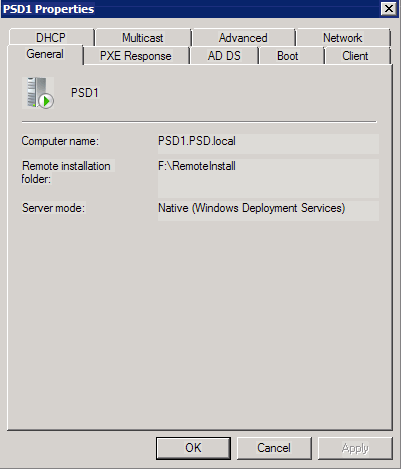 PSD1 Properties
DHCP Multicast Advanced Network
General PXE Response AD DS Boot Client
PSD1
Computer name: PSD1.PSD.local
Remote installation folder: F:\RemoteInstall
Server mode: Native (Windows Deployment Services)
OK Cancel Apply